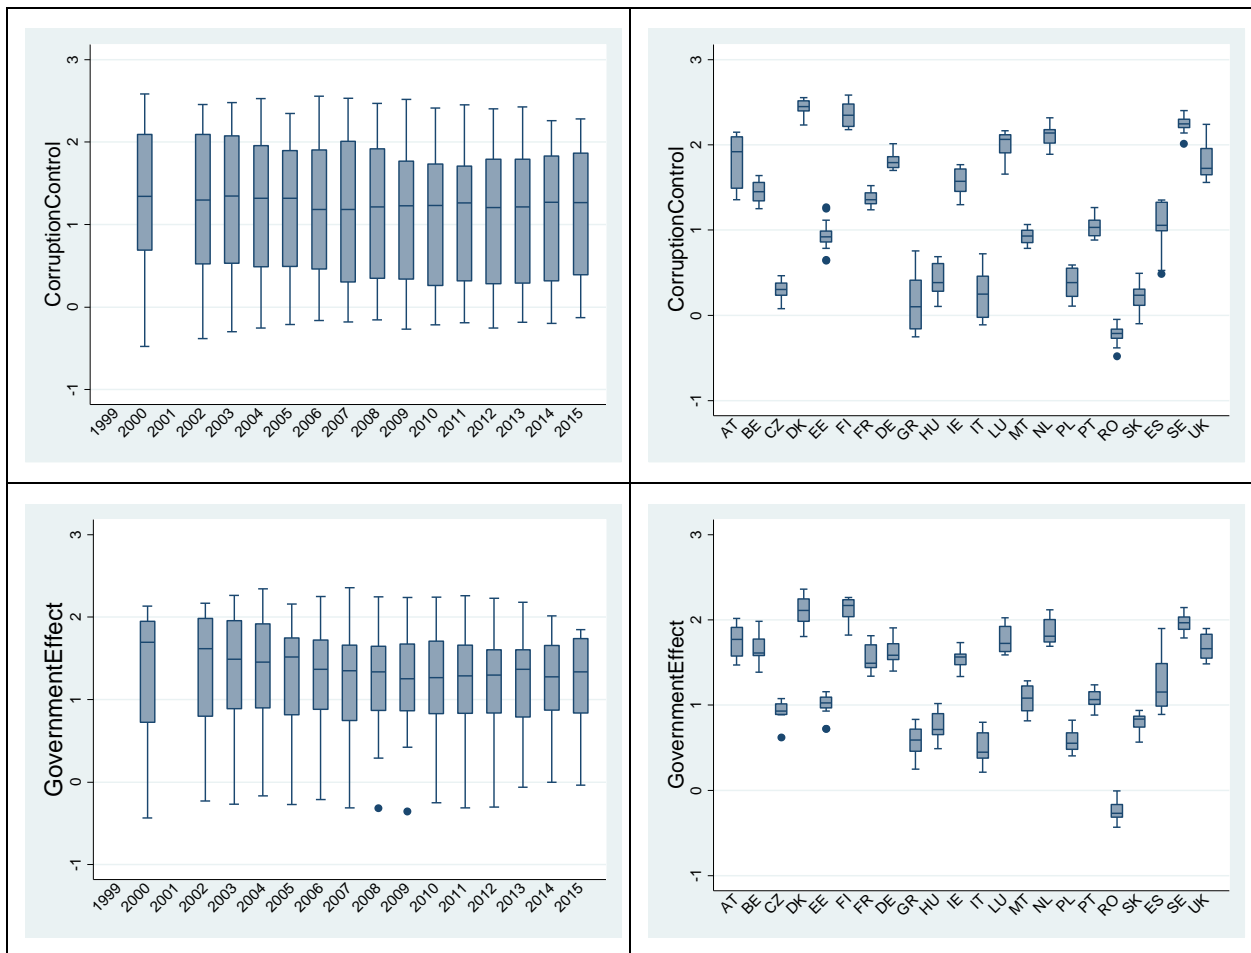 CorruptionControl
3
2
1
0
-1
1999 2000 2001 2002 2003 2004 2005 2006 2007 2008 2009 2010 2011 2012 2013 2014 2015
CorruptionControl
3
2
1
0
-1
AT BE CZ DK EE FI FR DE GR HU IE IT LU MT NL PL PT RO SK ES SE UK
GovernmentEffect
3
2
1
0
-1
1999 2000 2001 2002 2003 2004 2005 2006 2007 2008 2009 2010 2011 2012 2013 2014 2015
GovernmentEffect
3
2
1
0
-1
AT BE CZ DK EE FI FR DE GR HU IE IT LU MT NL PL PT RO SK ES SE UK